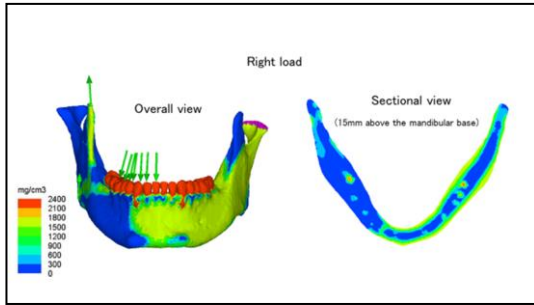 Right load
Overall view
Sectional view
(15mm above the mandibular base)
mg/cm3
2400
2100
1800
1500
1200
900
600
300
0